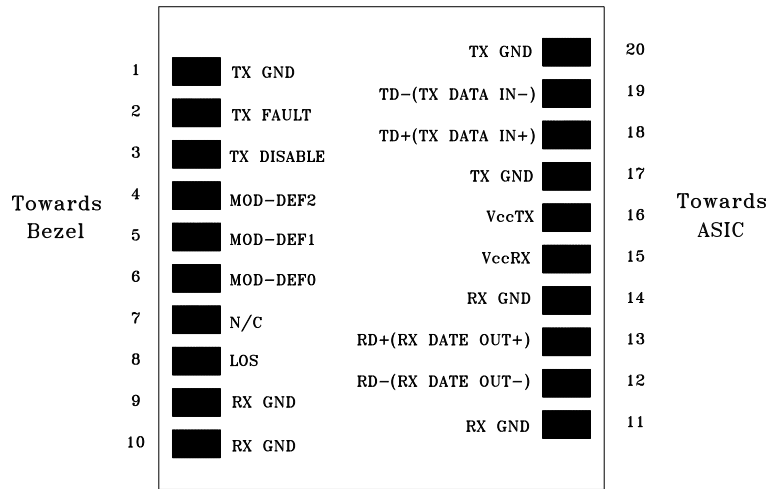 Towards
Bezel
1 TX GND
2 TX FAULT
3 TX DISABLE
4 MOD-DEF2
5 MOD-DEF1
6 MOD-DEF0
7 N/C
8 LOS
9 RX GND
10 RX GND
TX GND 20
TD-(TX DATA IN-) 19
TD+(TX DATA IN+) 18
TX GND 17
VccTX 16
VccRX 15
RX GND 14
RD+(RX DATE OUT+) 13
RD-(RX DATE OUT-) 12
RX GND 11
Towards
ASIC